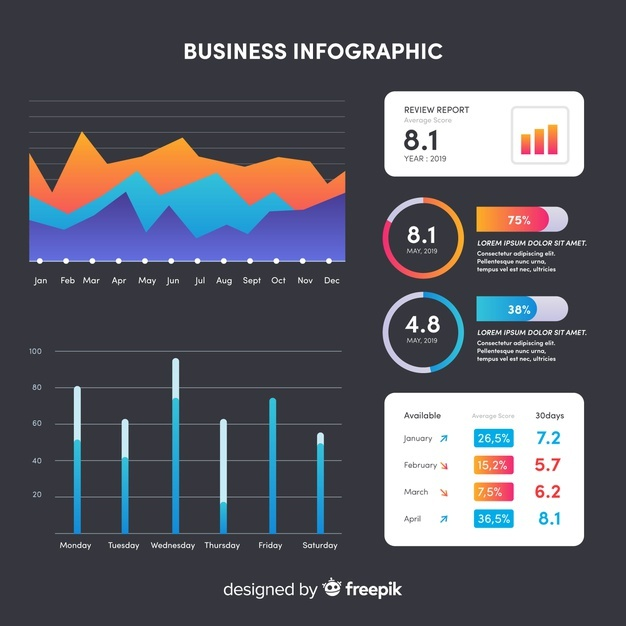 BUSINESS INFOGRAPHIC
Jan Feb Mar Apr May Jun Jul Aug Sept Oct Nov Dec
REVIEW REPORT
Average Score
8.1
YEAR : 2019
8.1
MAY, 2019
75%
LOREM IPSUM DOLOR SIT AMET.
Consectetur adipiscing elit.
Pellentesque nunc urna,
tempus vel est nec, ultricies
4.8
MAY, 2019
38%
LOREM IPSUM DOLOR SIT AMET.
Consectetur adipiscing elit.
Pellentesque nunc urna,
tempus vel est nec, ultricies
100
80
60
40
20
Monday Tuesday Wednesday Thursday Friday Saturday
Available Average Score 30days
January 26,5% 7.2
February 15,2% 5.7
March 7,5% 6.2
April 36,5% 8.1
designed by freepik